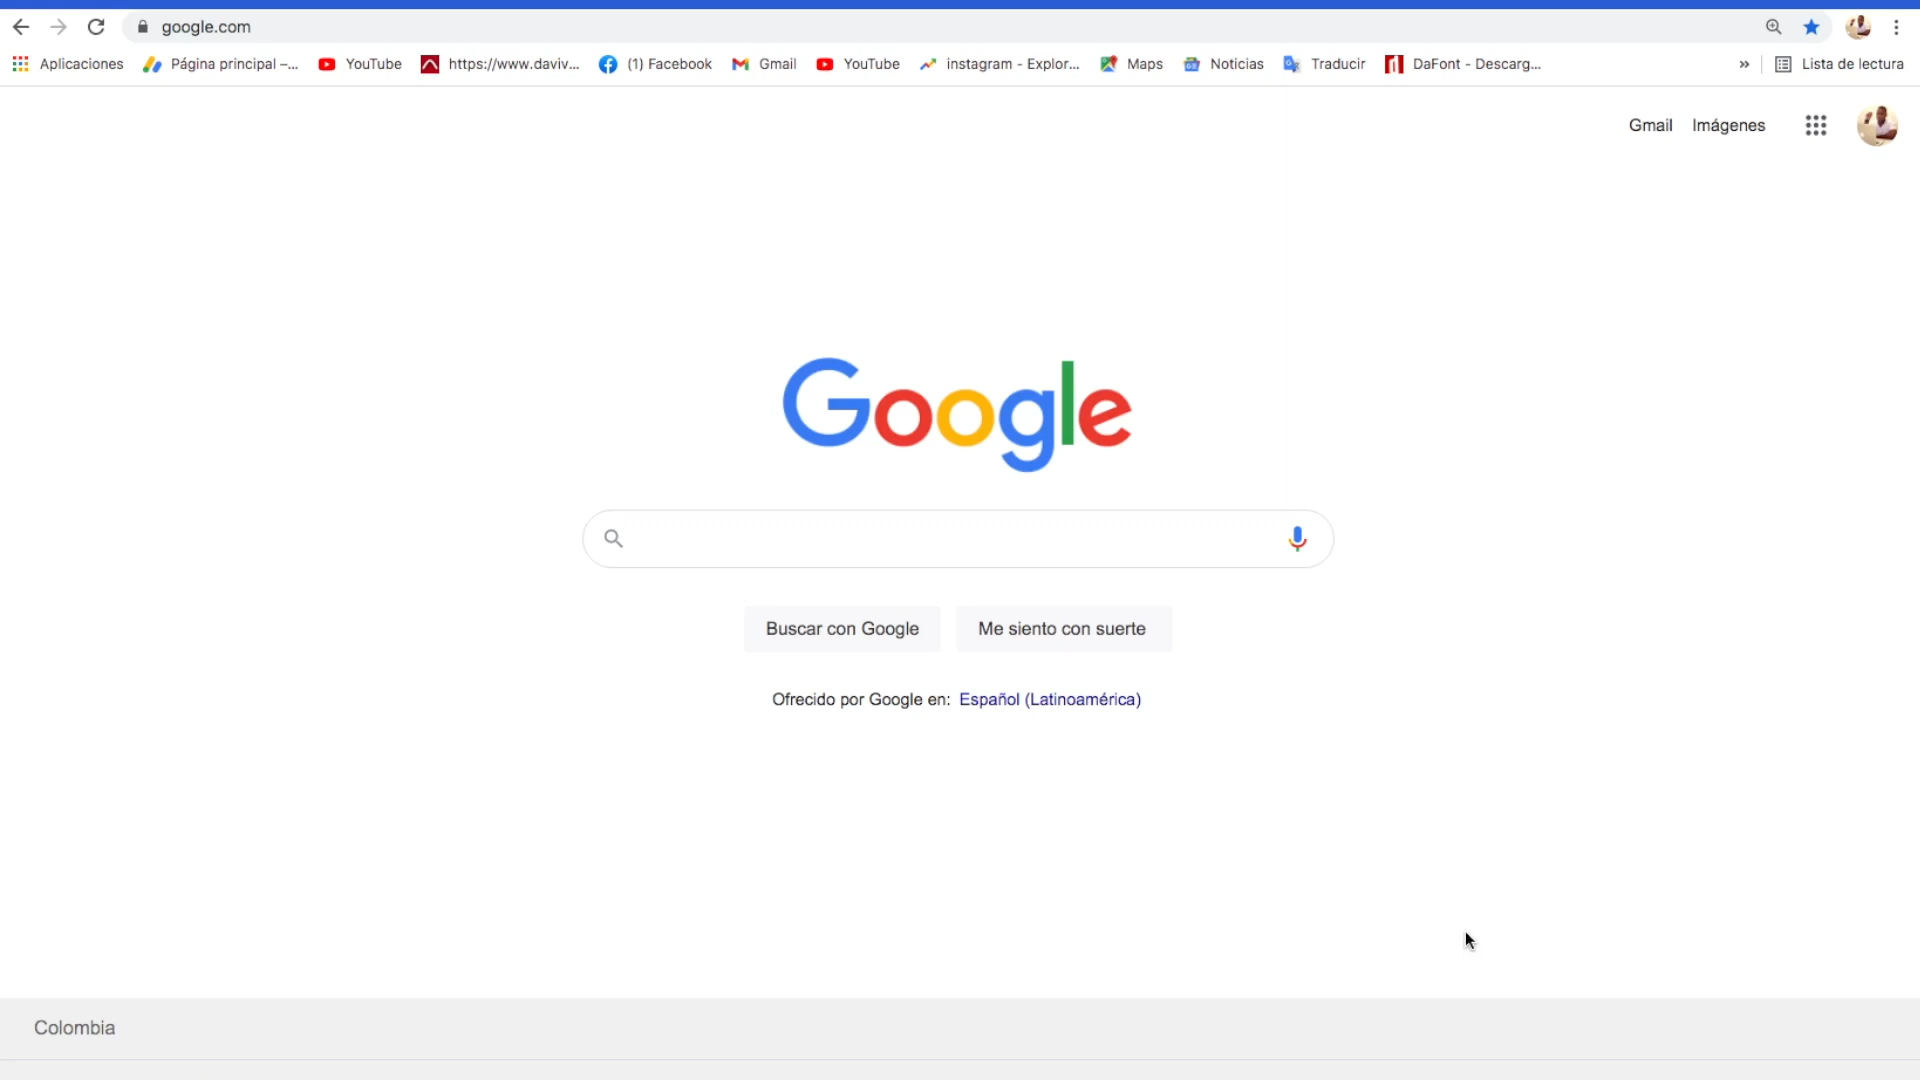 google.com
Aplicaciones Página principal –... YouTube https://www.daviv... (1) Facebook Gmail YouTube instagram - Explor... Maps Noticias Traducir DaFont - Descarg... » Lista de lectura
Gmail Imágenes
Google
Buscar con Google Me siento con suerte
Ofrecido por Google en: Español (Latinoamérica)
Colombia